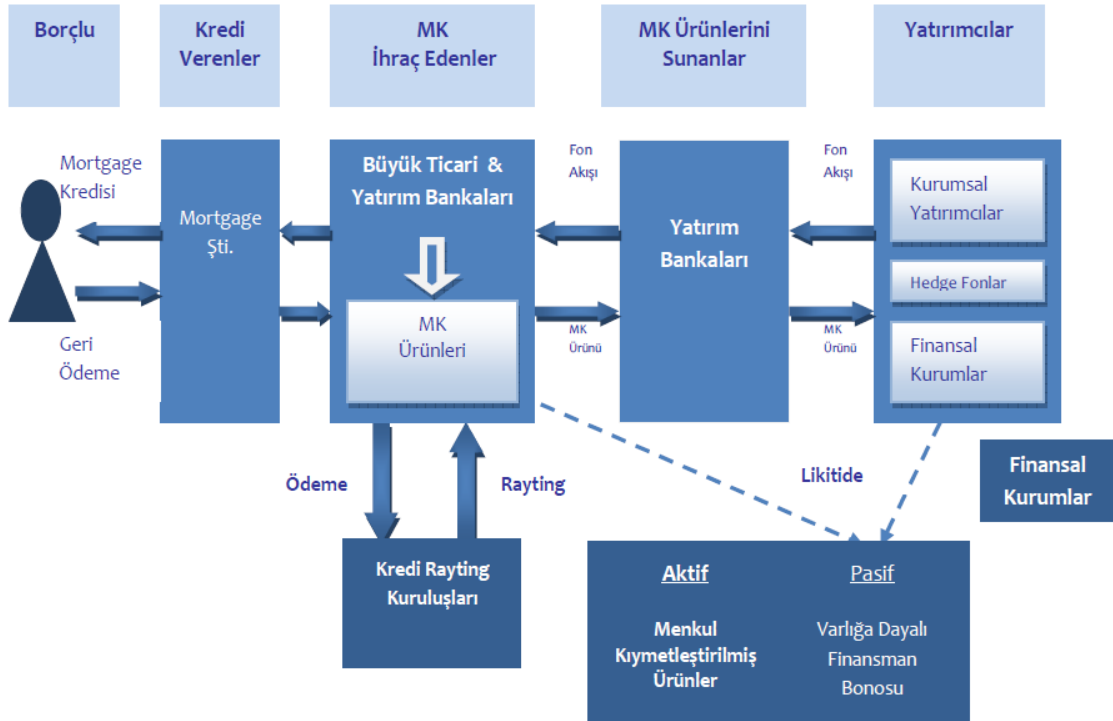 Borçlu
Kredi
Verenler
MK
İhraç Edenler
MK Ürünlerini
Sunanlar
Yatırımcılar
Mortgage
Kredisi
Geri
Ödeme
Mortgage
Şti.
Büyük Ticari &
Yatırım Bankaları
MK
Ürünleri
Fon
Akışı
MK
Ürünü
Yatırım
Bankaları
Fon
Akışı
MK
Ürünü
Kurumsal
Yatırımcılar
Hedge Fonlar
Finansal
Kurumlar
Ödeme
Rayting
Likitide
Finansal
Kurumlar
Kredi Rayting
Kuruluşları
Aktif
Menkul
Kıymetleştirilmiş
Ürünler
Pasif
Varlığa Dayalı
Finansman
Bonosu